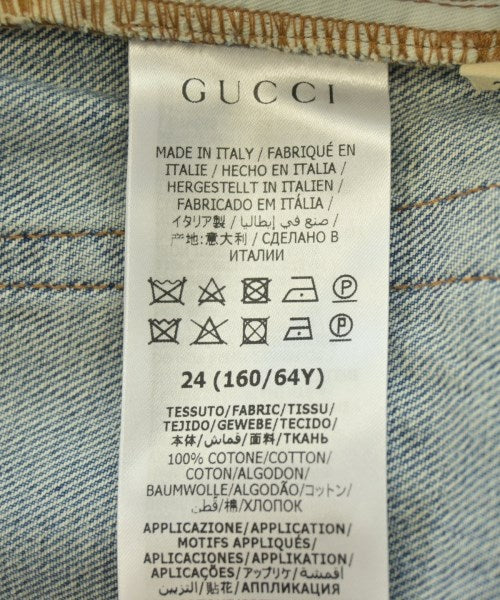 GUCCI
MADE IN ITALY / FABRIQUÉ EN
ITALIE / HECHO EN ITALIA /
HERGESTELLT IN ITALIEN /
FABRICADO EM ITÁLIA /
イタリア製 / صنع في إيطاليا /
产地:意大利 / СДЕЛАНО В
ИТАЛИИ
P
P
24 (160/64Y)
TESSUTO/FABRIC/TISSU/
TEJIDO/GEWEBE/TECIDO/
本体/قماش/面料/ТКАНЬ
100% COTONE/COTTON/
COTON/ALGODON/
BAUMWOLLE/ALGODÃO/コットン/
قطن/棉/ХЛОПОК
APPLICAZIONE/APPLICATION/
MOTIFS APPLIQUÉS/
APLICACIONES/APPLIKATION/
APLICAÇÕES/アップリケ/أقمشة
التزيين/贴花/АППЛИКАЦИЯ